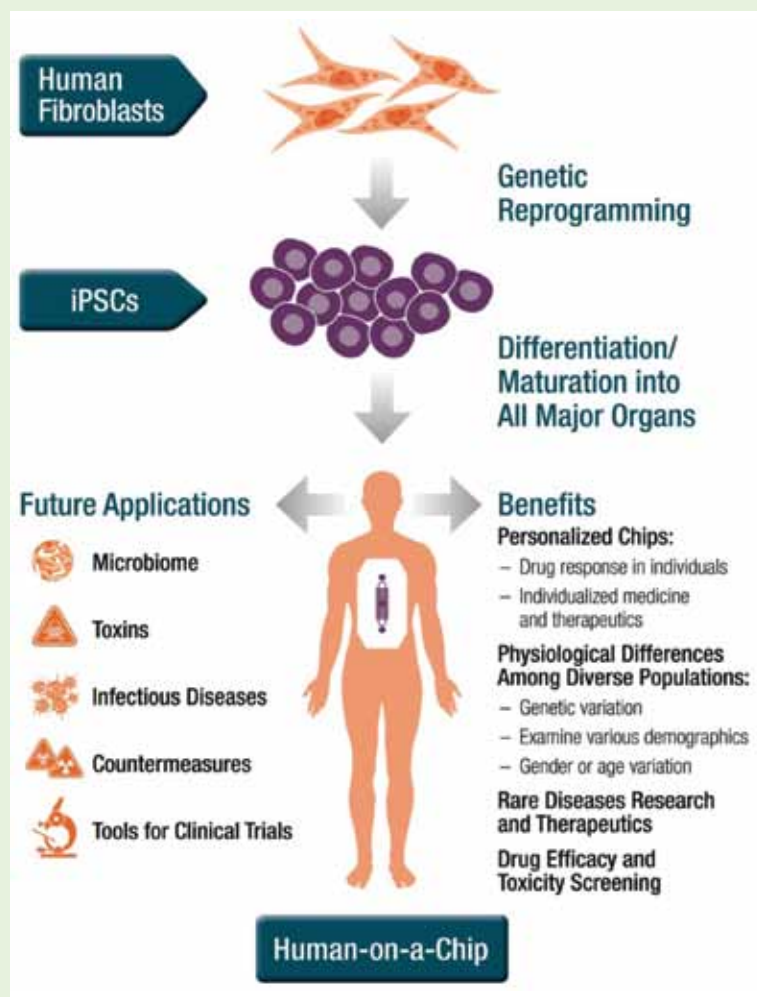 Human
Fibroblasts
Genetic
Reprogramming
iPSCs
Differentiation/
Maturation into
All Major Organs
Future Applications
Microbiome
Toxins
Infectious Diseases
Countermeasures
Tools for Clinical Trials
Benefits
Personalized Chips:
– Drug response in individuals
– Individualized medicine
and therapeutics
Physiological Differences
Among Diverse Populations:
– Genetic variation
– Examine various demographics
– Gender or age variation
Rare Diseases Research
and Therapeutics
Drug Efficacy and
Toxicity Screening
Human-on-a-Chip